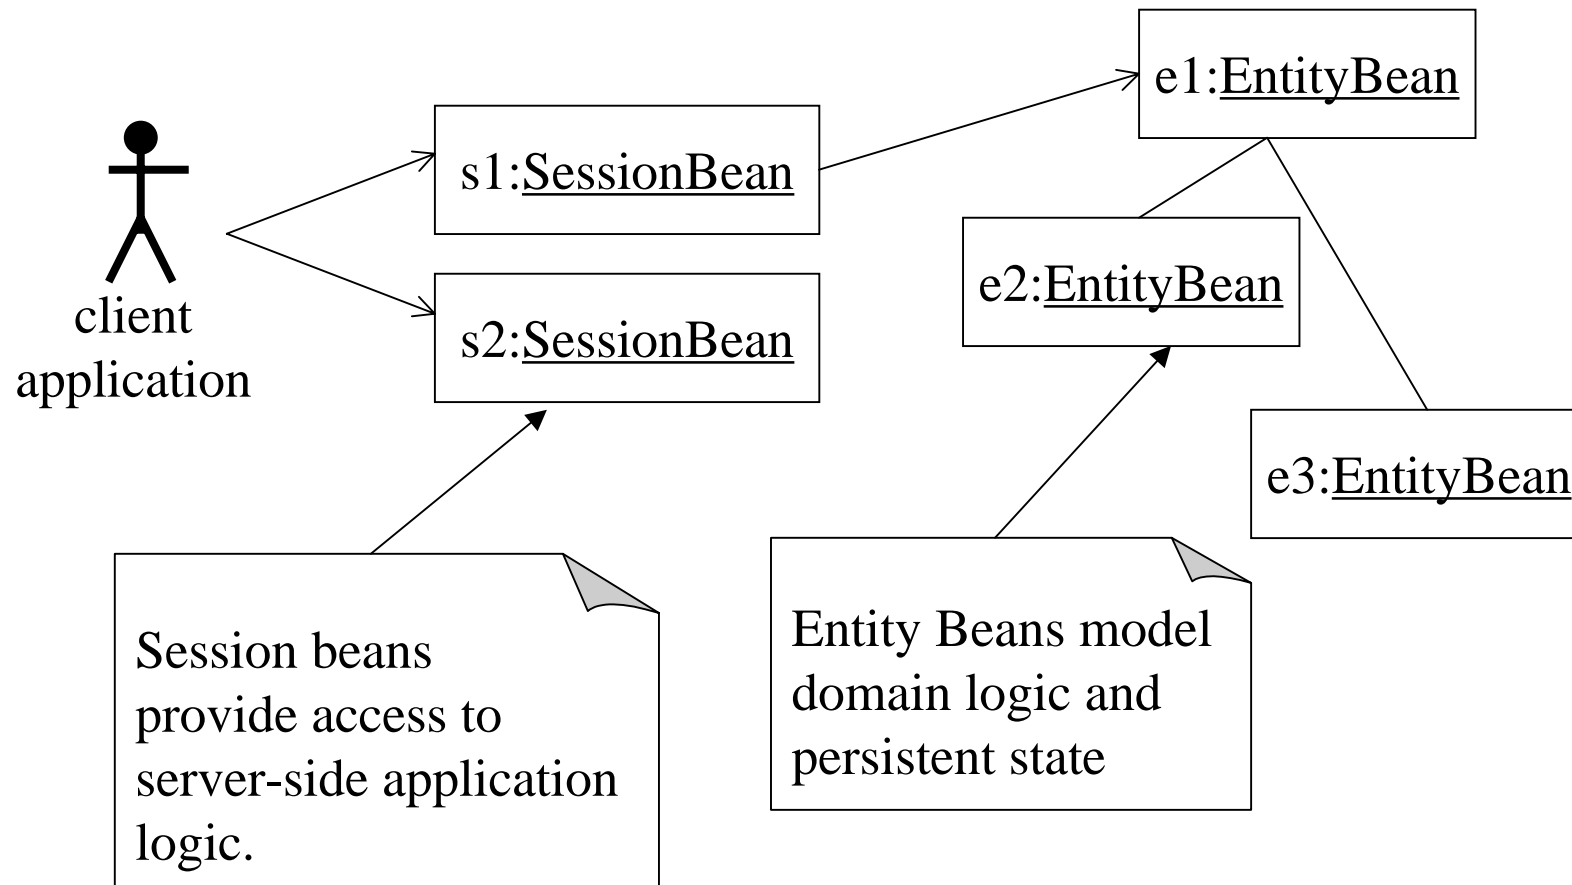 e1:EntityBean
s1:SessionBean
e2:EntityBean
client
application
s2:SessionBean
e3:EntityBean
Session beans
provide access to
server-side application
logic.
Entity Beans model
domain logic and
persistent state